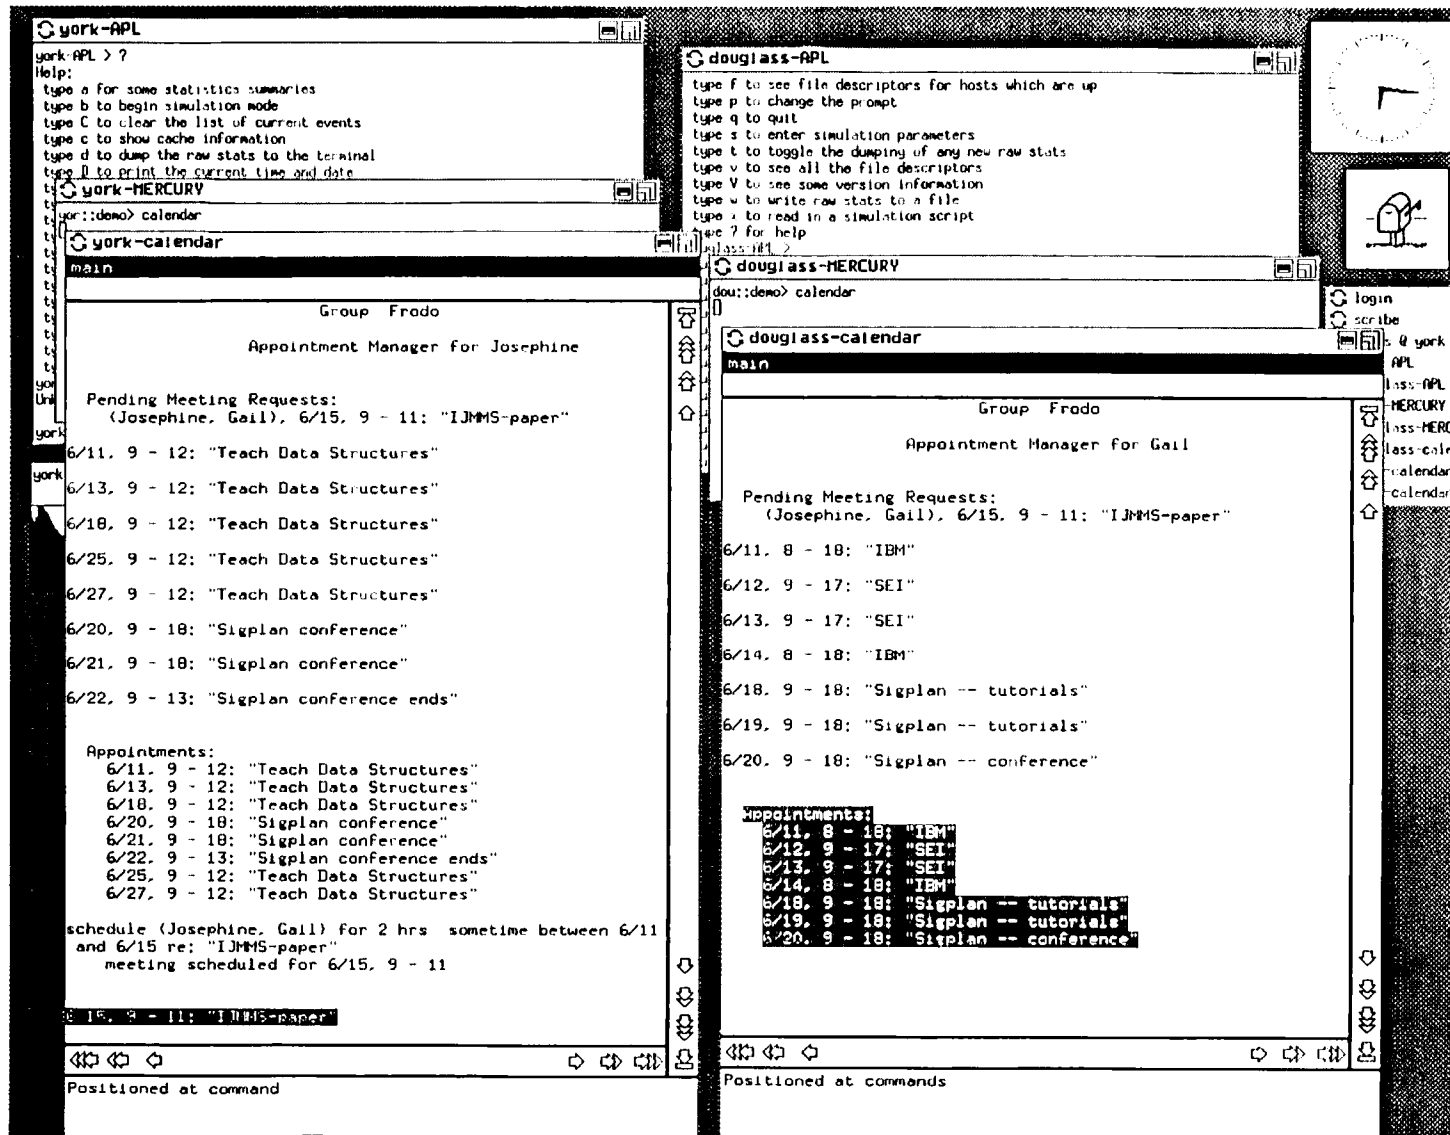 york-APL
york-APL > ?
Help:
type a for some statistics summaries
type b to begin simulation mode
type C to clear the list of current events
type c to show cache information
type d to dump the raw stats to the terminal
type D to print the current time and date
york-MERCURY
yor::demo> calendar
york-calendar
main
Group Frodo
Appointment Manager for Josephine
Pending Meeting Requests:
(Josephine, Gail), 6/15, 9 - 11: "IJMMS-paper"
6/11, 9 - 12: "Teach Data Structures"
6/13, 9 - 12: "Teach Data Structures"
6/18, 9 - 12: "Teach Data Structures"
6/25, 9 - 12: "Teach Data Structures"
6/27, 9 - 12: "Teach Data Structures"
6/20, 9 - 18: "Sigplan conference"
6/21, 9 - 18: "Sigplan conference"
6/22, 9 - 13: "Sigplan conference ends"
Appointments:
6/11, 9 - 12: "Teach Data Structures"
6/13, 9 - 12: "Teach Data Structures"
6/18, 9 - 12: "Teach Data Structures"
6/20, 9 - 18: "Sigplan conference"
6/21, 9 - 18: "Sigplan conference"
6/22, 9 - 13: "Sigplan conference ends"
6/25, 9 - 12: "Teach Data Structures"
6/27, 9 - 12: "Teach Data Structures"
schedule (Josephine, Gail) for 2 hrs sometime between 6/11
and 6/15 re: "IJMMS-paper"
meeting scheduled for 6/15, 9 - 11
6/15, 9 - 11: "IJMMS-paper"
Positioned at command
york
york
douglass-APL
type f to see file descriptors for hosts which are up
type p to change the prompt
type q to quit
type s to enter simulation parameters
type t to toggle the dumping of any new raw stats
type v to see all the file descriptors
type V to see some version information
type w to write raw stats to a file
type r to read in a simulation script
type ? for help
douglass-MERCURY
dou::demo> calendar
douglass-calendar
main
Group Frodo
Appointment Manager for Gail
Pending Meeting Requests:
(Josephine, Gail), 6/15, 9 - 11: "IJMMS-paper"
6/11, 8 - 18: "IBM"
6/12, 9 - 17: "SEI"
6/13, 9 - 17: "SEI"
6/14, 8 - 18: "IBM"
6/18, 9 - 18: "Sigplan -- tutorials"
6/19, 9 - 18: "Sigplan -- tutorials"
6/20, 9 - 18: "Sigplan -- conference"
Appointments:
6/11, 8 - 18: "IBM"
6/12, 9 - 17: "SEI"
6/13, 9 - 17: "SEI"
6/14, 8 - 18: "IBM"
6/18, 9 - 18: "Sigplan -- tutorials"
6/19, 9 - 18: "Sigplan -- tutorials"
6/20, 9 - 18: "Sigplan -- conference"
Positioned at commands
login
scribe
s @ york
APL
lass-APL
-MERCURY
lass-MERC
lass-cale
-calendar
-calendar